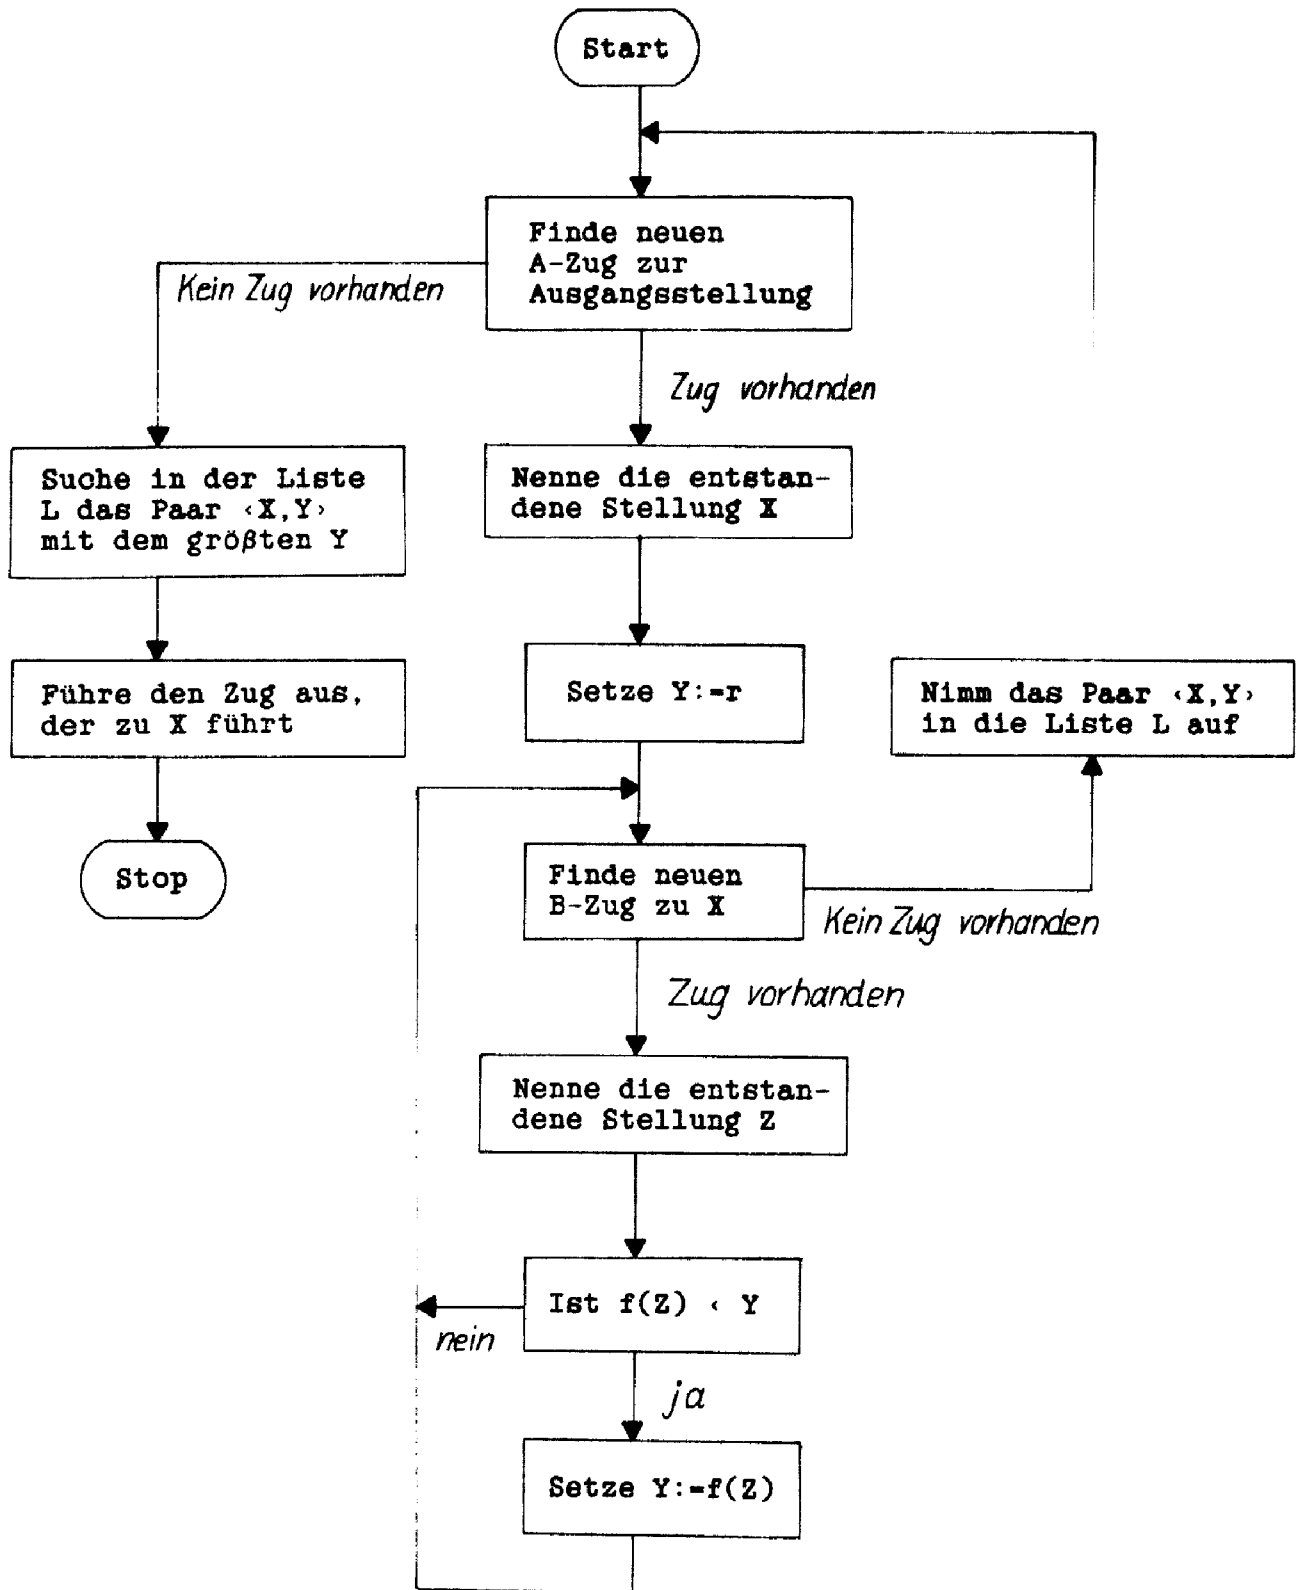 Start
Finde neuen
A-Zug zur
Ausgangsstellung
Kein Zug vorhanden
Zug vorhanden
Suche in der Liste
L das Paar ‹X,Y›
mit dem größten Y
Nenne die entstan-
dene Stellung X
Führe den Zug aus,
der zu X führt
Setze Y:=r
Nimm das Paar ‹X,Y›
in die Liste L auf
Stop
Finde neuen
B-Zug zu X
Kein Zug vorhanden
Zug vorhanden
Nenne die entstan-
dene Stellung Z
Ist f(Z) ‹ Y
nein
ja
Setze Y:=f(Z)